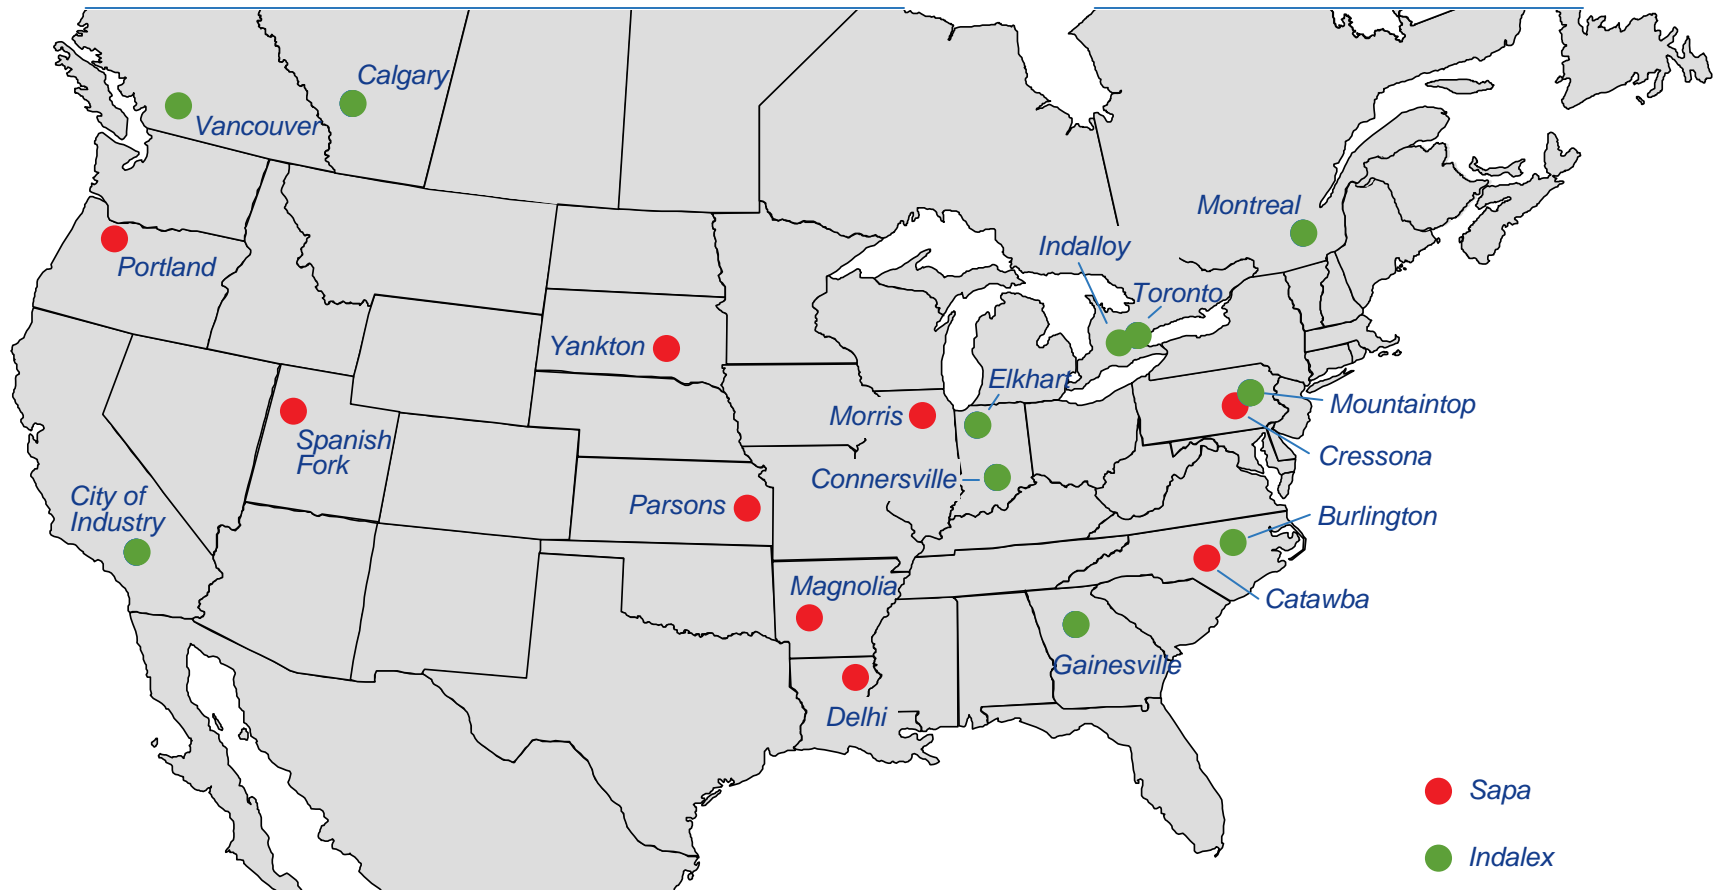 Calgary
Vancouver
Montreal
Indalloy
Portland
Toronto
Yankton
Elkhart
Mountaintop
Morris
Spanish
Fork
Cressona
Connersville
City of
Industry
Parsons
Burlington
Magnolia
Catawba
Gainesville
Delhi
Sapa
Indalex